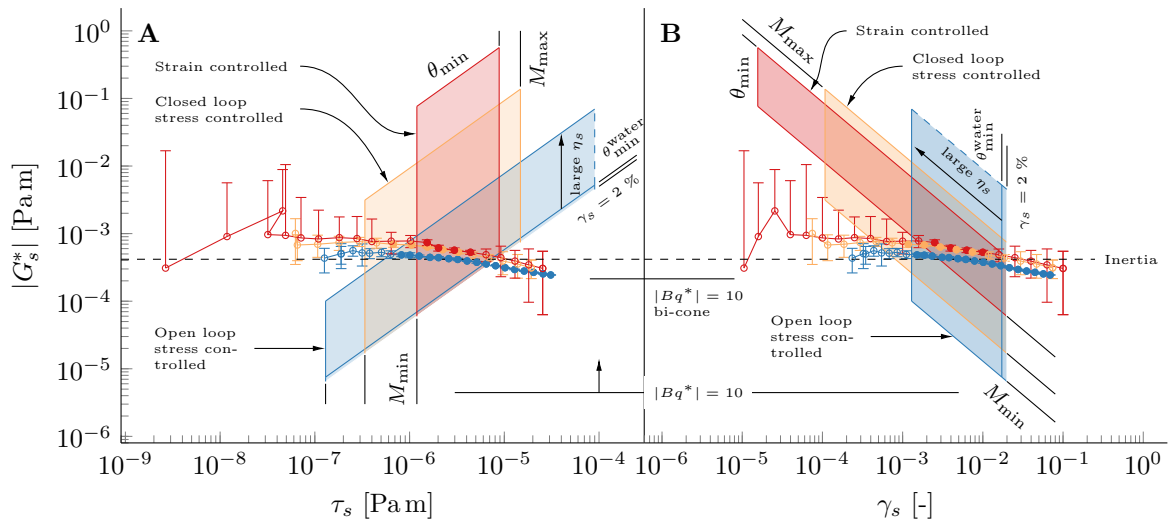 A
B
10^0
10^-1
10^-2
10^-3
10^-4
10^-5
10^-6
|G_s^*| [Pa m]
Strain controlled
Closed loop
stress controlled
θ_min
M_max
large η_s
θ_min^water
γ_s = 2 %
Open loop
stress con-
trolled
M_min
|Bq^*| = 10
bi-cone
|Bq^*| = 10
10^-9
10^-8
10^-7
10^-6
10^-5
10^-4
τ_s [Pa m]
M_max
θ_min
Strain controlled
Closed loop
stress controlled
large η_s
θ_min^water
γ_s = 2 %
Inertia
Open loop
stress con-
trolled
M_min
10^-6
10^-5
10^-4
10^-3
10^-2
10^-1
10^0
γ_s [-]